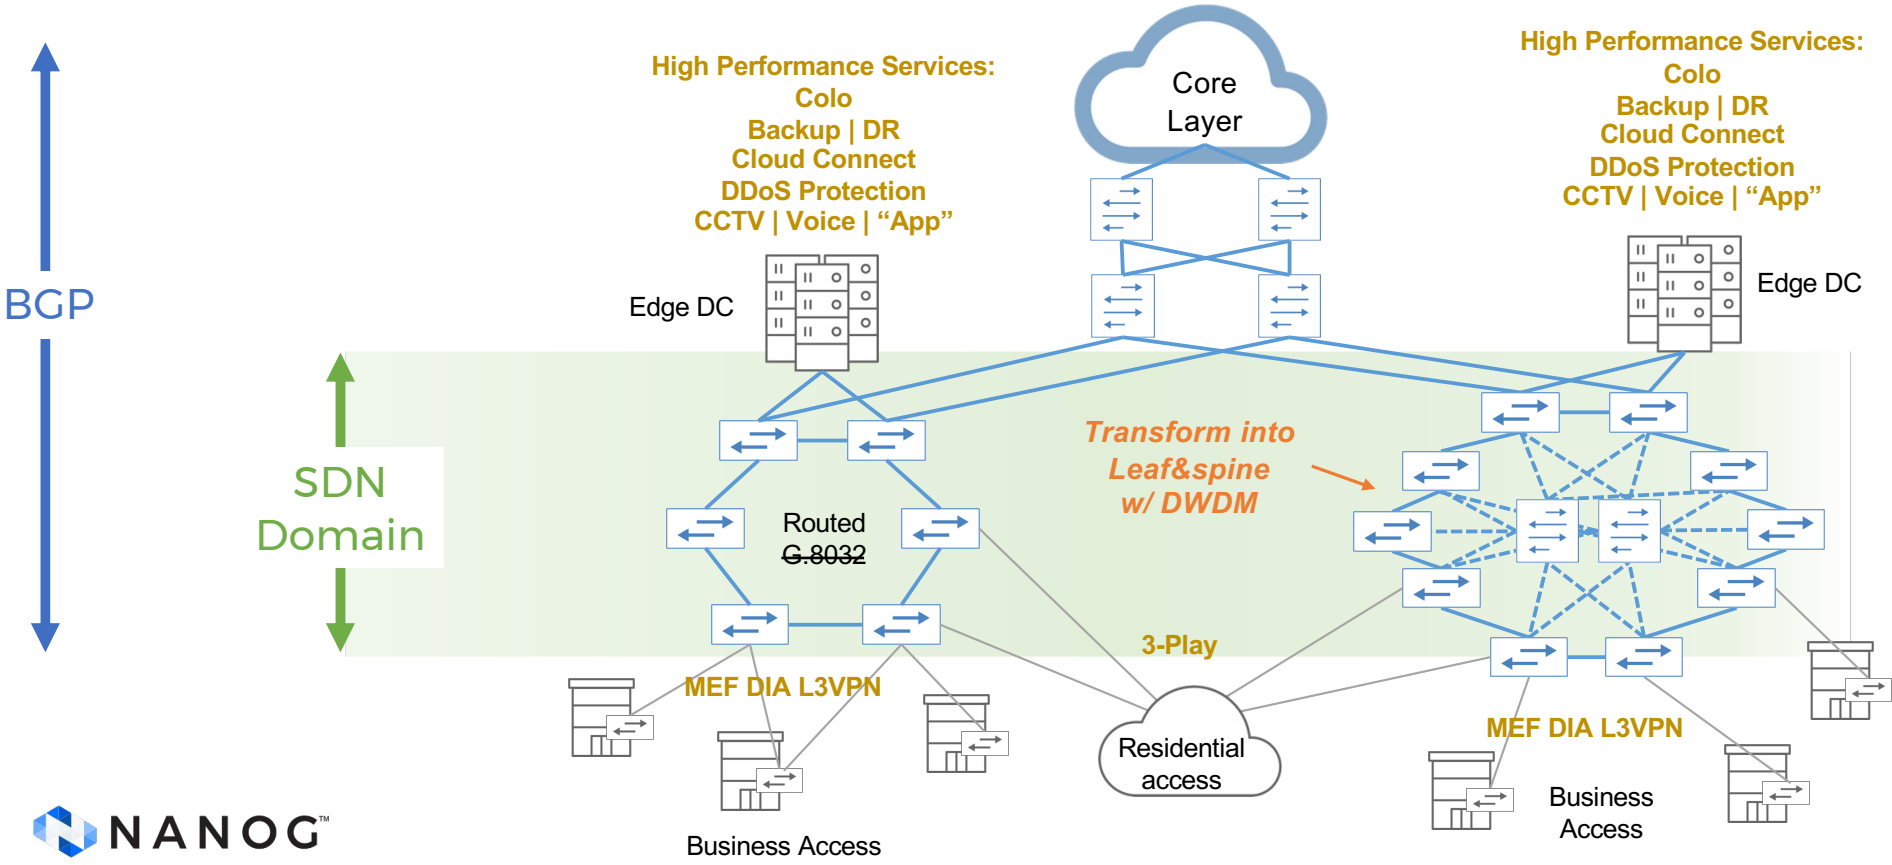 BGP
SDN
Domain
High Performance Services:
Colo
Backup | DR
Cloud Connect
DDoS Protection
CCTV | Voice | “App”
Edge DC
Core
Layer
High Performance Services:
Colo
Backup | DR
Cloud Connect
DDoS Protection
CCTV | Voice | “App”
Edge DC
Transform into
Leaf&spine
w/ DWDM
Routed
G.8032
3-Play
MEF DIA L3VPN
Business Access
Residential
access
MEF DIA L3VPN
Business
Access
NANOG™